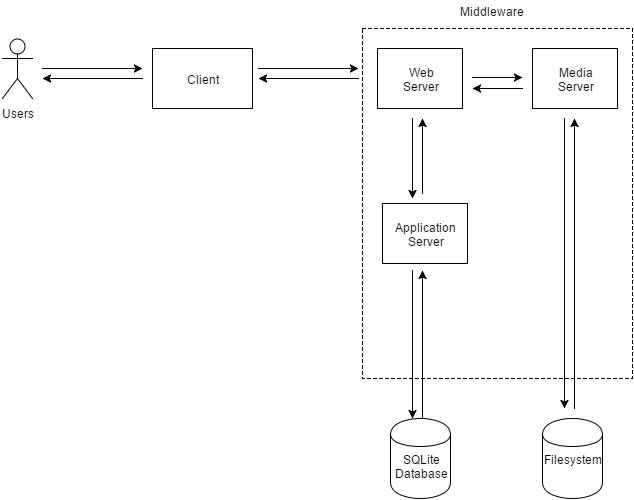 Middleware
Users
Client
Web
Server
Media
Server
Application
Server
SQLite
Database
Filesystem